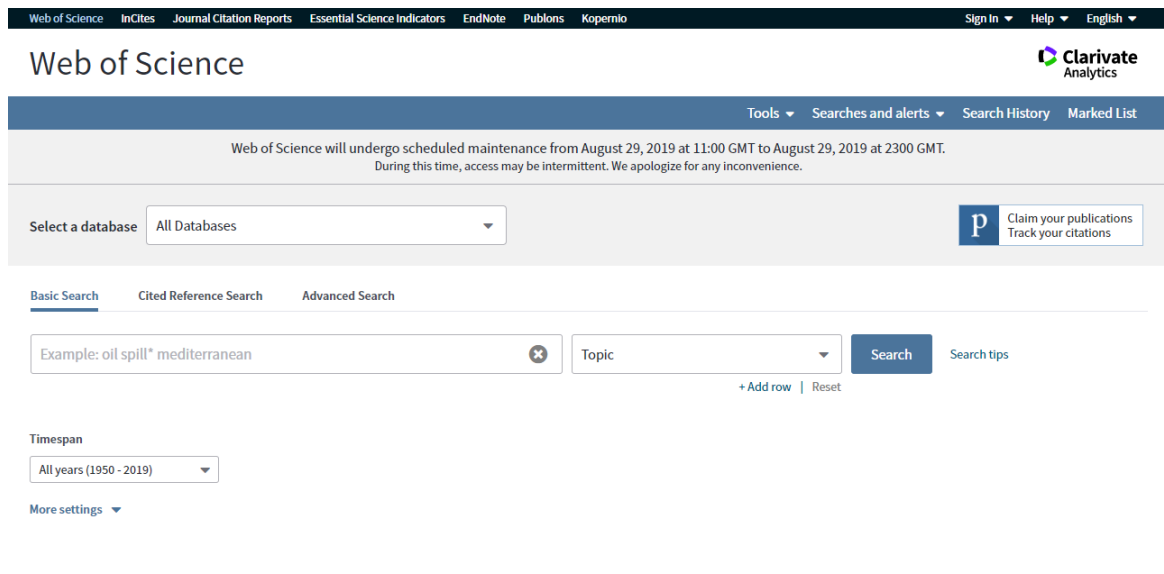 Web of Science InCites Journal Citation Reports Essential Science Indicators EndNote Publons Kopernio Sign In Help English
Web of Science
Clarivate
Analytics
Tools Searches and alerts Search History Marked List
Web of Science will undergo scheduled maintenance from August 29, 2019 at 11:00 GMT to August 29, 2019 at 2300 GMT.
During this time, access may be intermittent. We apologize for any inconvenience.
Select a database All Databases
p
Claim your publications
Track your citations
Basic Search Cited Reference Search Advanced Search
Example: oil spill* mediterranean Topic Search Search tips
+ Add row | Reset
Timespan
All years (1950 - 2019)
More settings